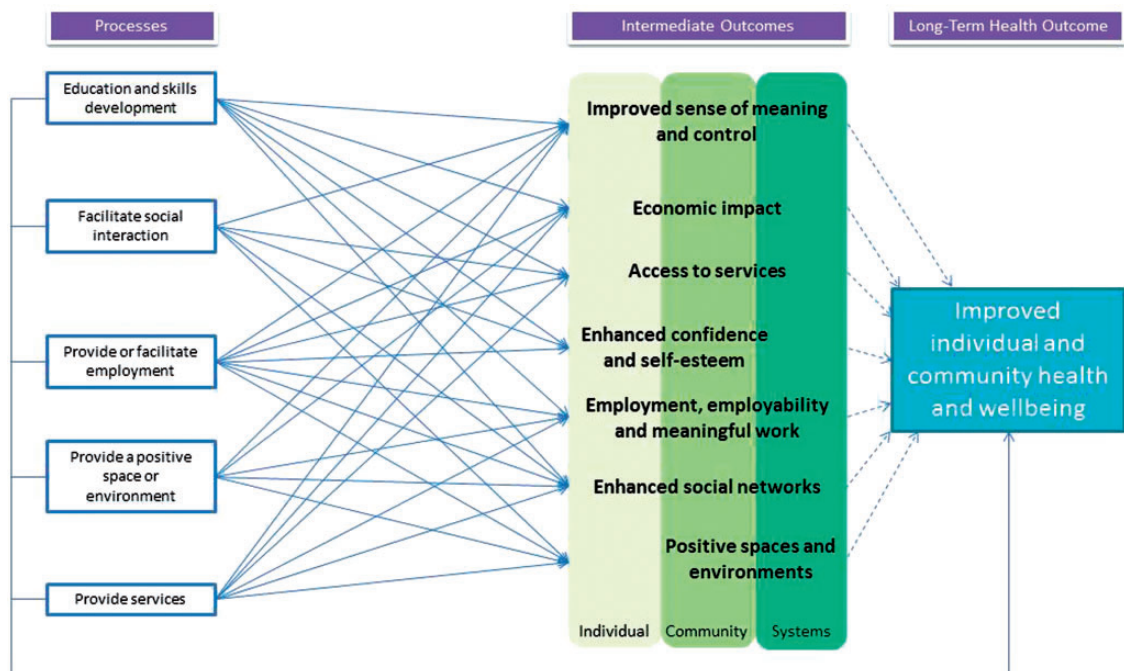 Processes
Intermediate Outcomes
Long-Term Health Outcome
Education and skills
development
Facilitate social
interaction
Provide or facilitate
employment
Provide a positive
space or
environment
Provide services
Improved sense of meaning
and control
Economic impact
Access to services
Enhanced confidence
and self-esteem
Employment, employability
and meaningful work
Enhanced social networks
Positive spaces and
environments
Individual
Community
Systems
Improved
individual and
community health
and wellbeing